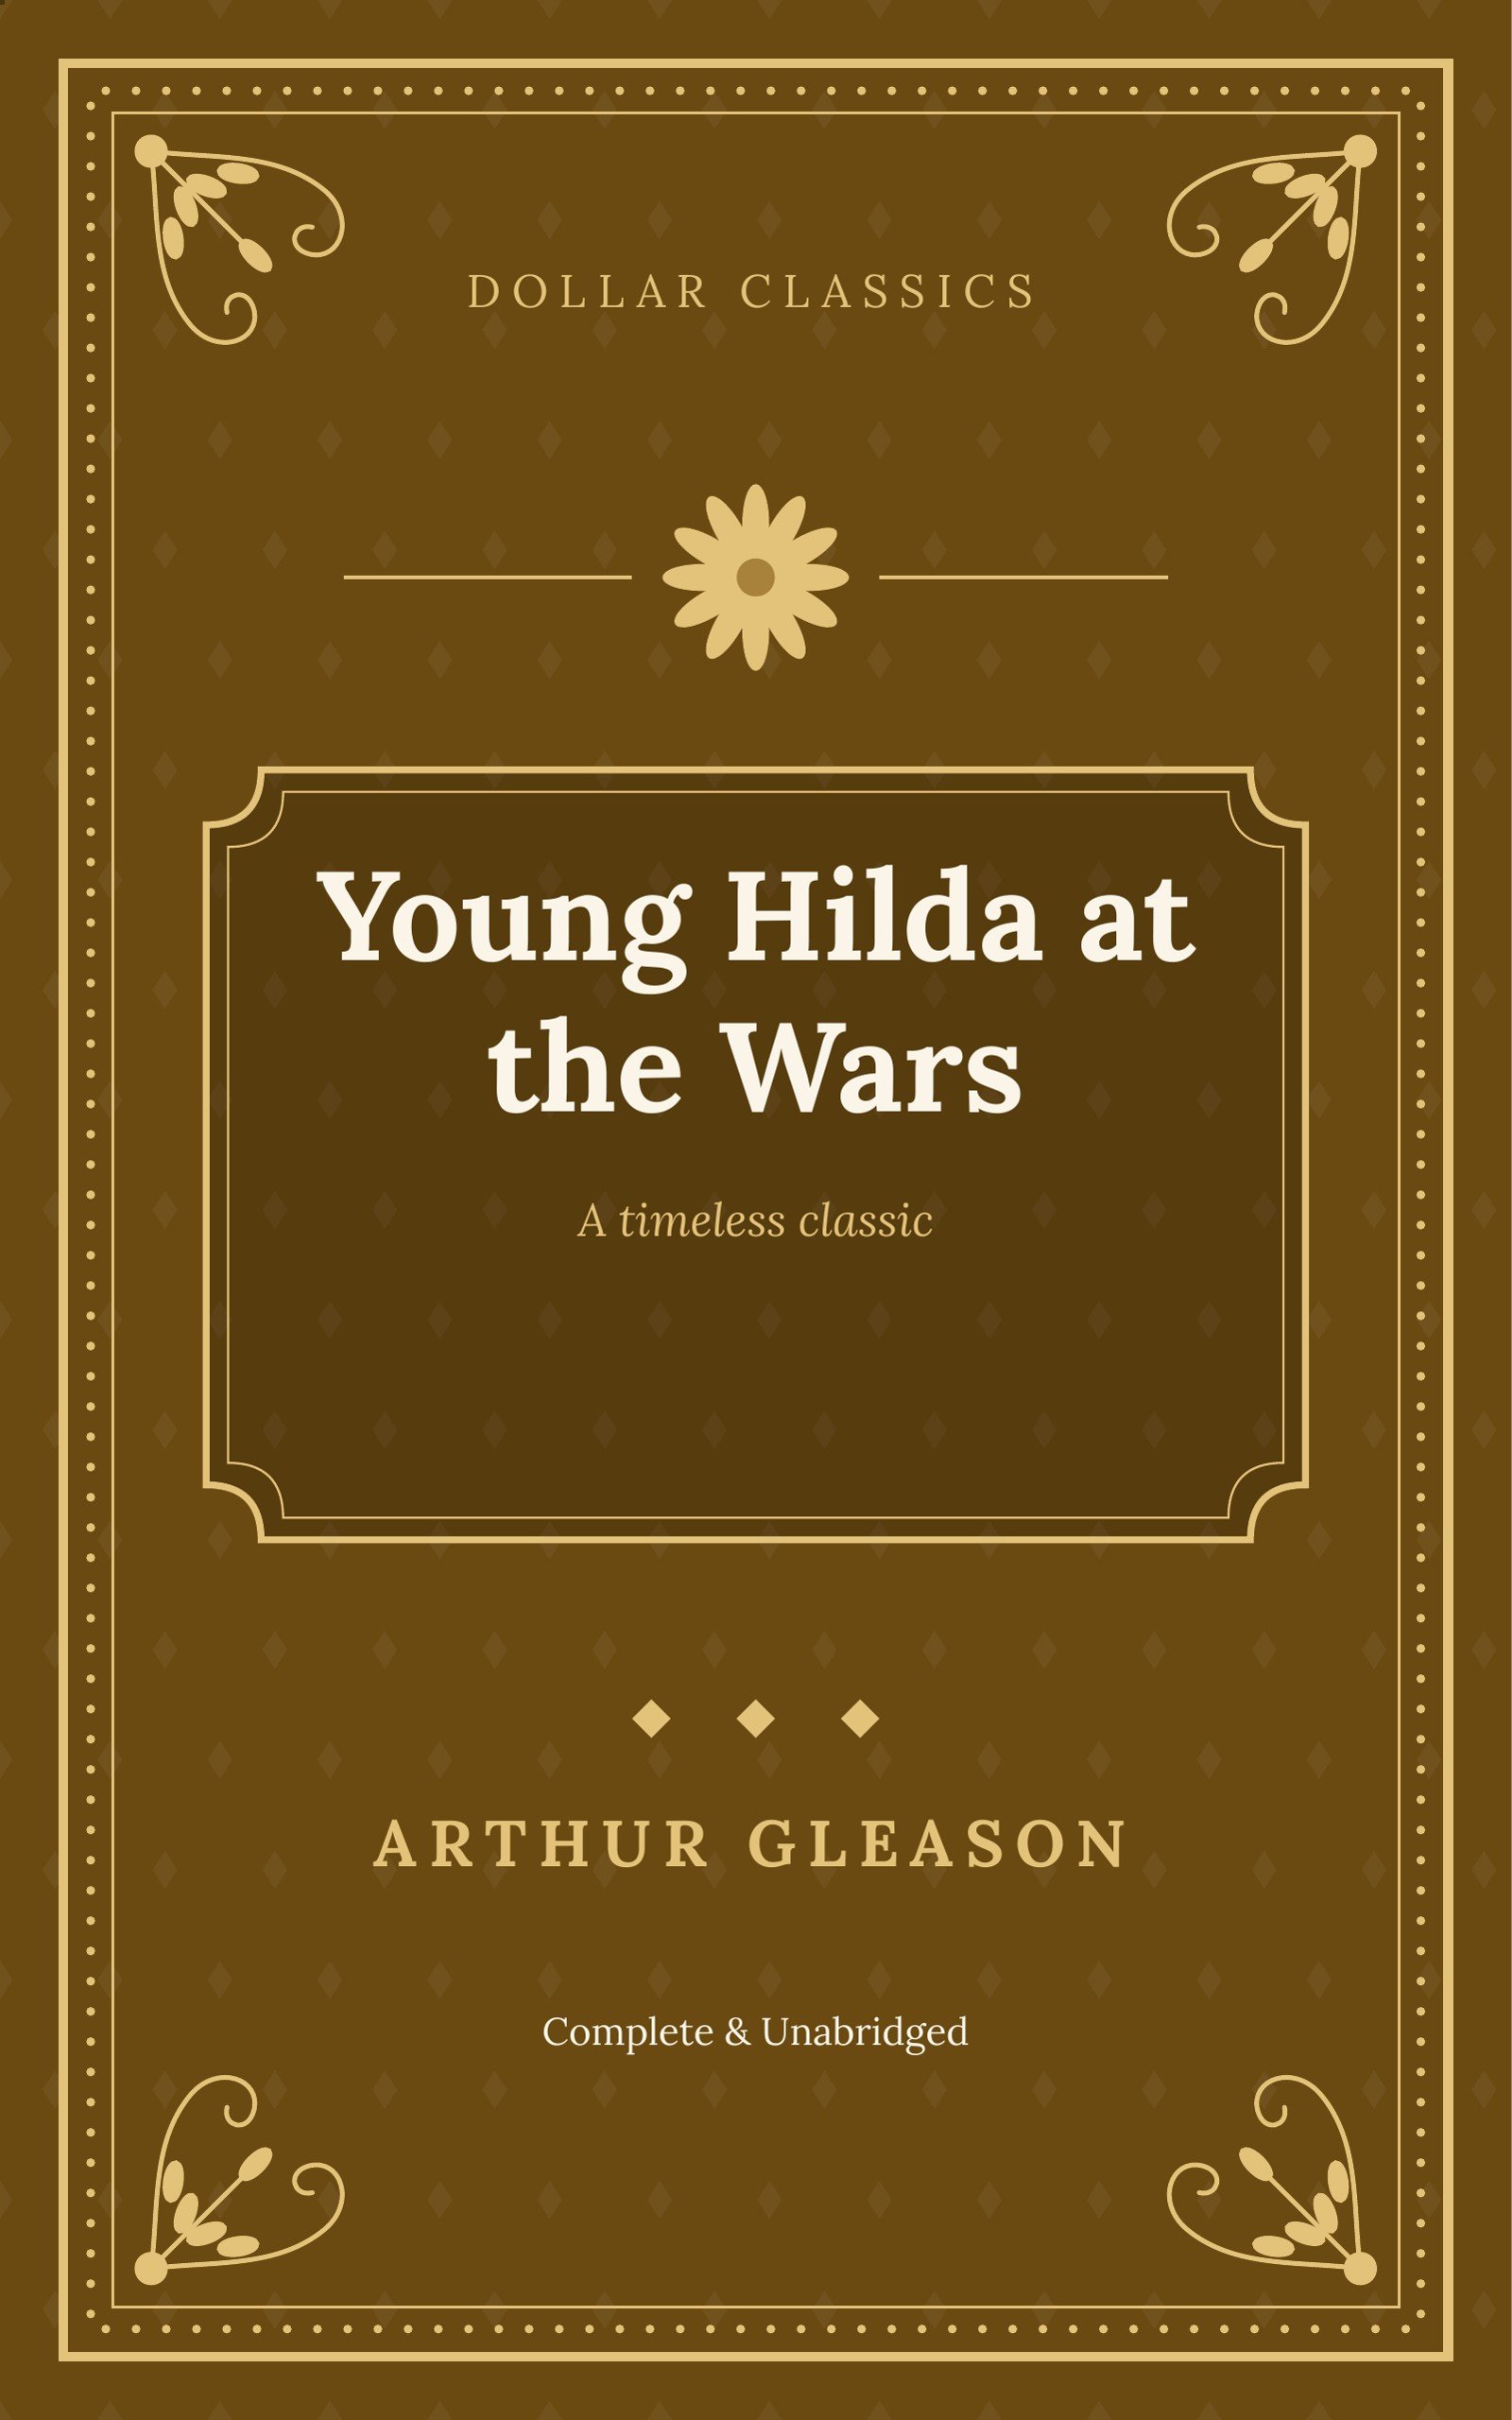 DOLLAR CLASSICS
Young Hilda at
the Wars
A timeless classic
ARTHUR GLEASON
Complete & Unabridged